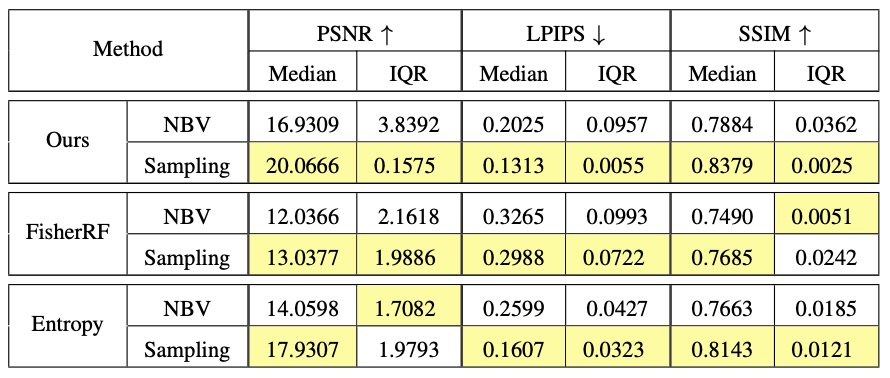 Method PSNR ↑ LPIPS ↓ SSIM ↑
Median IQR Median IQR Median IQR
Ours NBV 16.9309 3.8392 0.2025 0.0957 0.7884 0.0362
Sampling 20.0666 0.1575 0.1313 0.0055 0.8379 0.0025
FisherRF NBV 12.0366 2.1618 0.3265 0.0993 0.7490 0.0051
Sampling 13.0377 1.9886 0.2988 0.0722 0.7685 0.0242
Entropy NBV 14.0598 1.7082 0.2599 0.0427 0.7663 0.0185
Sampling 17.9307 1.9793 0.1607 0.0323 0.8143 0.0121